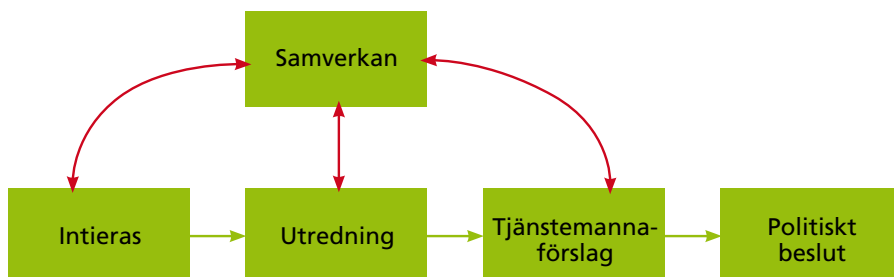 Samverkan
Intieras
Utredning
Tjänstemanna-
förslag
Politiskt
beslut